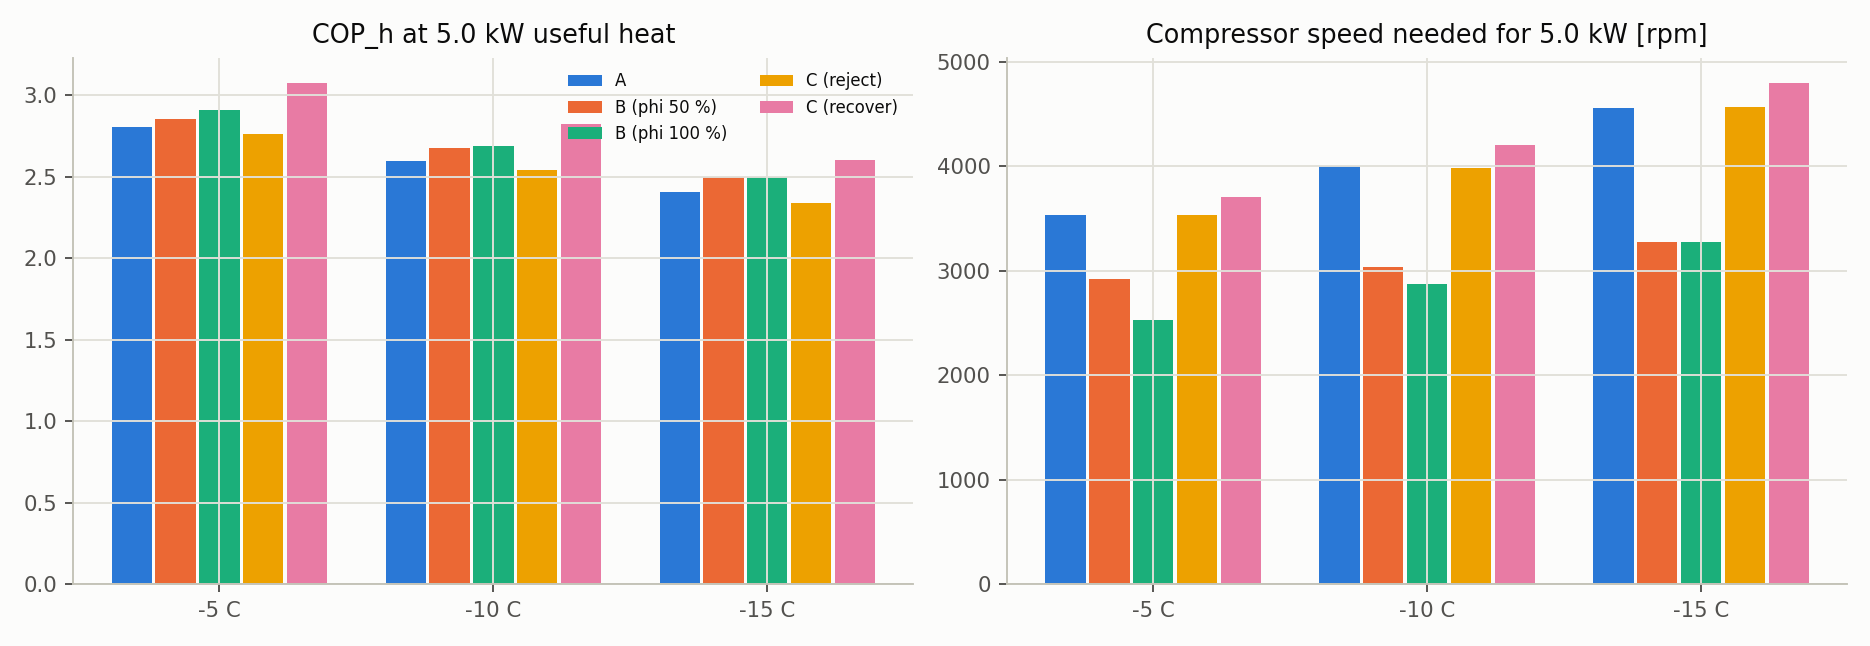 COP_h at 5.0 kW useful heat
A
B (phi 50 %)
B (phi 100 %)
C (reject)
C (recover)
3.0
2.5
2.0
1.5
1.0
0.5
0.0
-5 C
-10 C
-15 C
Compressor speed needed for 5.0 kW [rpm]
5000
4000
3000
2000
1000
0
-5 C
-10 C
-15 C